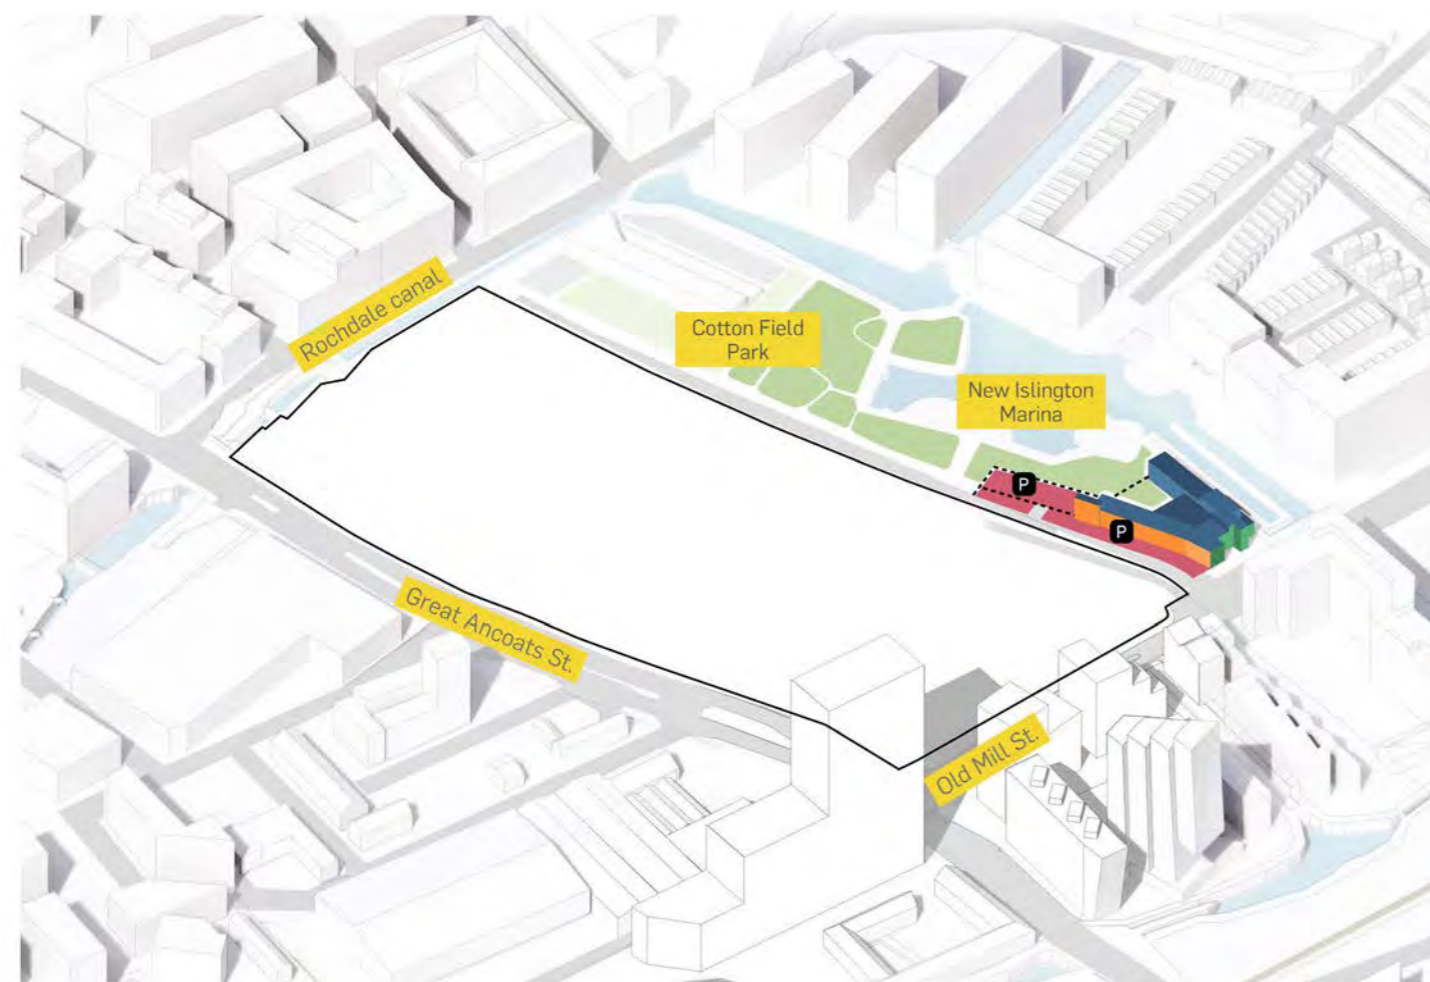 Rochdale canal
Cotton Field
Park
New Islington
Marina
P
P
Great Ancoats St.
Old Mill St.